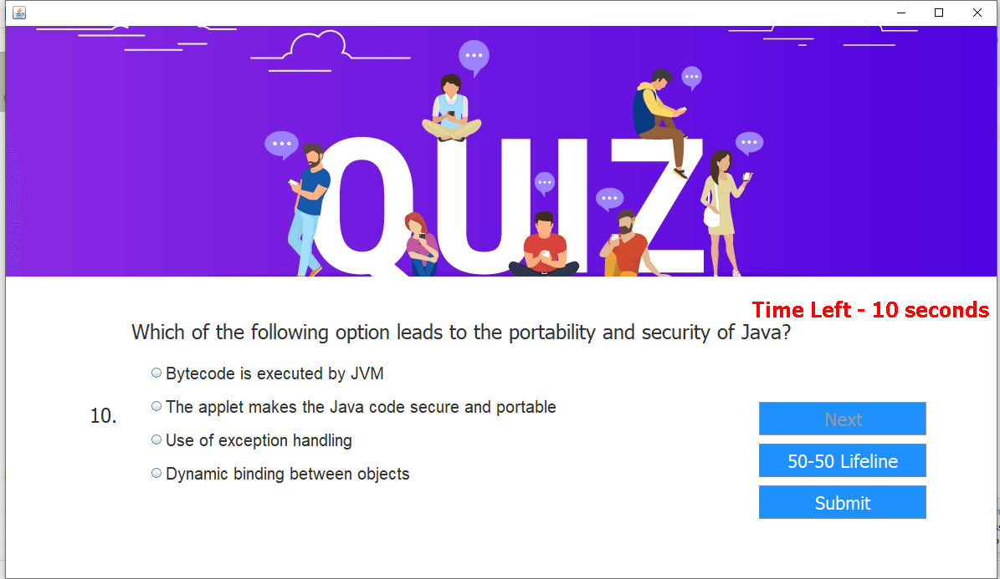 QUIZ
Time Left - 10 seconds
Which of the following option leads to the portability and security of Java?
10.
Bytecode is executed by JVM
The applet makes the Java code secure and portable
Use of exception handling
Dynamic binding between objects
Next
50-50 Lifeline
Submit